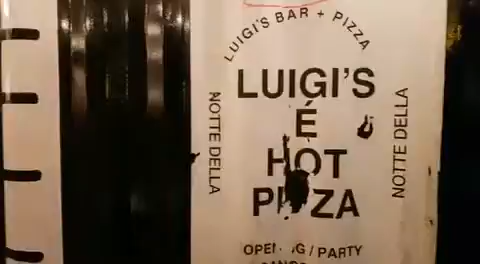 LUIGI'S BAR + PIZZA
LUIGI'S
É
HOT
PIZZA
NOTTE DELLA
NOTTE DELLA
OPENING / PARTY